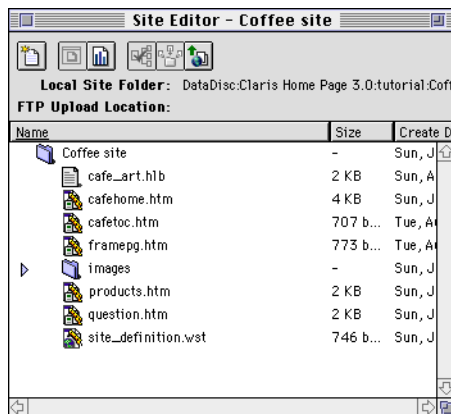 Site Editor - Coffee site
Local Site Folder: DataDisc:Claris Home Page 3.0:tutorial:Cof
FTP Upload Location:
Name Size Create D
Coffee site - Sun, J
cafe_art.hlb 2 KB Sun, A
cafehome.htm 4 KB Sun, J
cafetoc.htm 707 b... Tue, A
framepg.htm 773 b... Tue, A
images - Sun, J
products.htm 2 KB Sun, J
question.htm 2 KB Sun, J
site_definition.wst 746 b... Sun, J